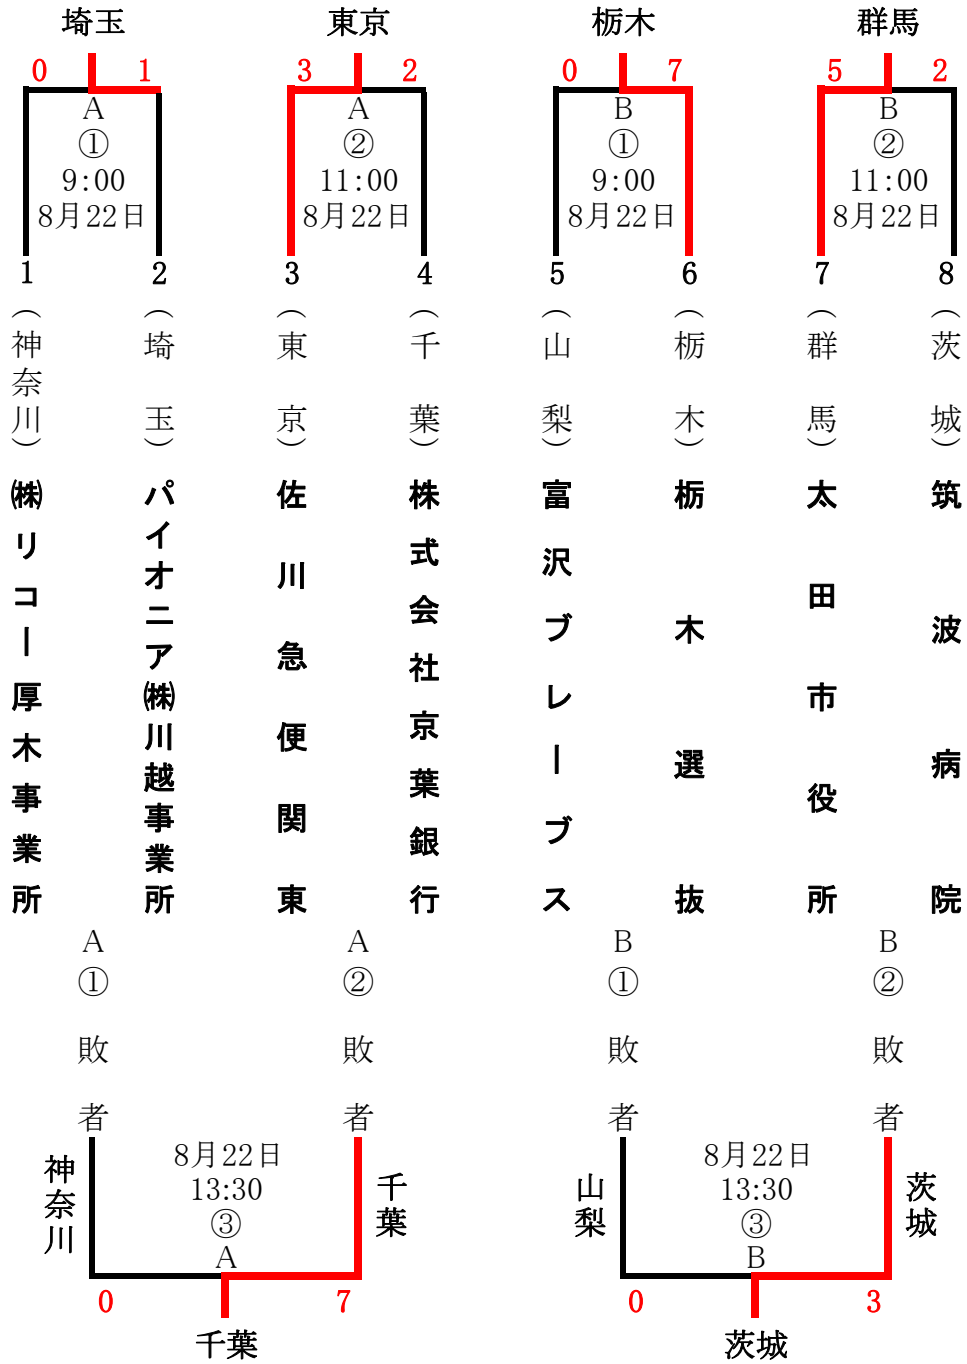 埼玉
東京
栃木
群馬
0 1
3 2
0 7
5 2
A
①
9:00
8月22日
A
②
11:00
8月22日
B
①
9:00
8月22日
B
②
11:00
8月22日
1
2
3
4
5
6
7
8
（神奈川）
（埼玉）
（東京）
（千葉）
（山梨）
（栃木）
（群馬）
（茨城）
㈱リコー厚木事業所
パイオニア㈱川越事業所
佐川急便関東
株式会社京葉銀行
富沢ブレーブス
栃木選抜
太田市役所
筑波病院
A①敗者
A②敗者
B①敗者
B②敗者
神奈川
8月22日
13:30
③
A
千葉
山梨
8月22日
13:30
③
B
茨城
0 7
0 3
千葉
茨城